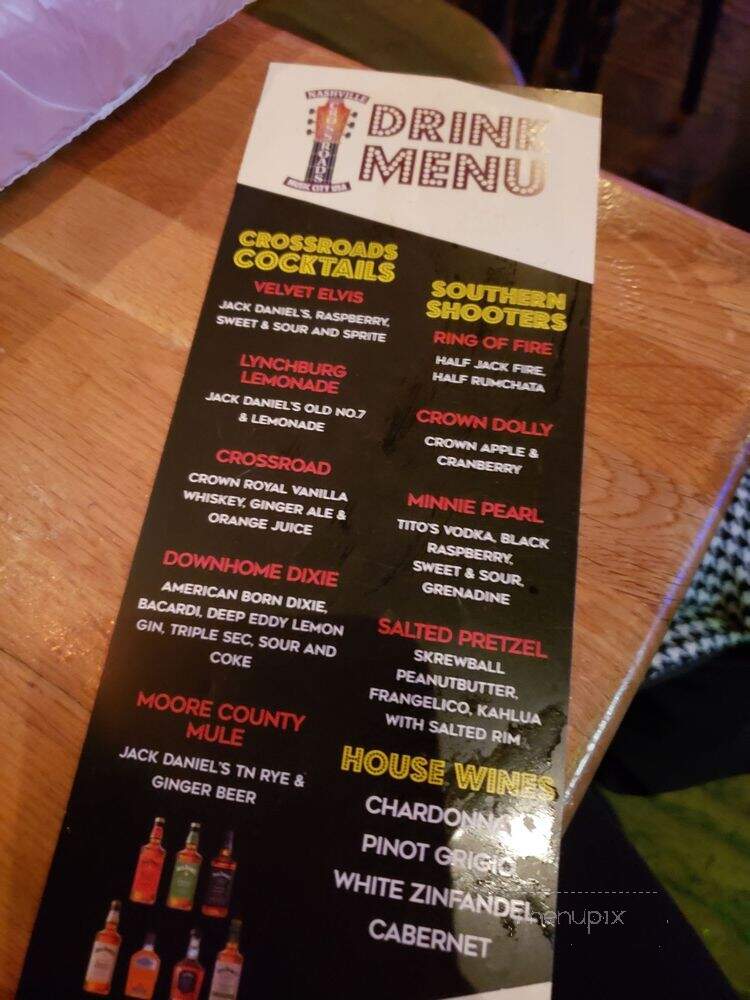 NASHVILLE
CROSSROADS
MUSIC CITY USA
DRINK
MENU
CROSSROADS
COCKTAILS
VELVET ELVIS
JACK DANIEL'S, RASPBERRY,
SWEET & SOUR AND SPRITE
LYNCHBURG
LEMONADE
JACK DANIEL'S OLD NO.7
& LEMONADE
CROSSROAD
CROWN ROYAL VANILLA
WHISKEY, GINGER ALE &
ORANGE JUICE
DOWNHOME DIXIE
AMERICAN BORN DIXIE,
BACARDI, DEEP EDDY LEMON
GIN, TRIPLE SEC, SOUR AND
COKE
MOORE COUNTY
MULE
JACK DANIEL'S TN RYE &
GINGER BEER
SOUTHERN
SHOOTERS
RING OF FIRE
HALF JACK FIRE,
HALF RUMCHATA
CROWN DOLLY
CROWN APPLE &
CRANBERRY
MINNIE PEARL
TITO'S VODKA, BLACK
RASPBERRY,
SWEET & SOUR,
GRENADINE
SALTED PRETZEL
SKREWBALL
PEANUTBUTTER,
FRANGELICO, KAHLUA
WITH SALTED RIM
HOUSE WINES
CHARDONNAY
PINOT GRIGIO
WHITE ZINFANDEL
CABERNET
menupix